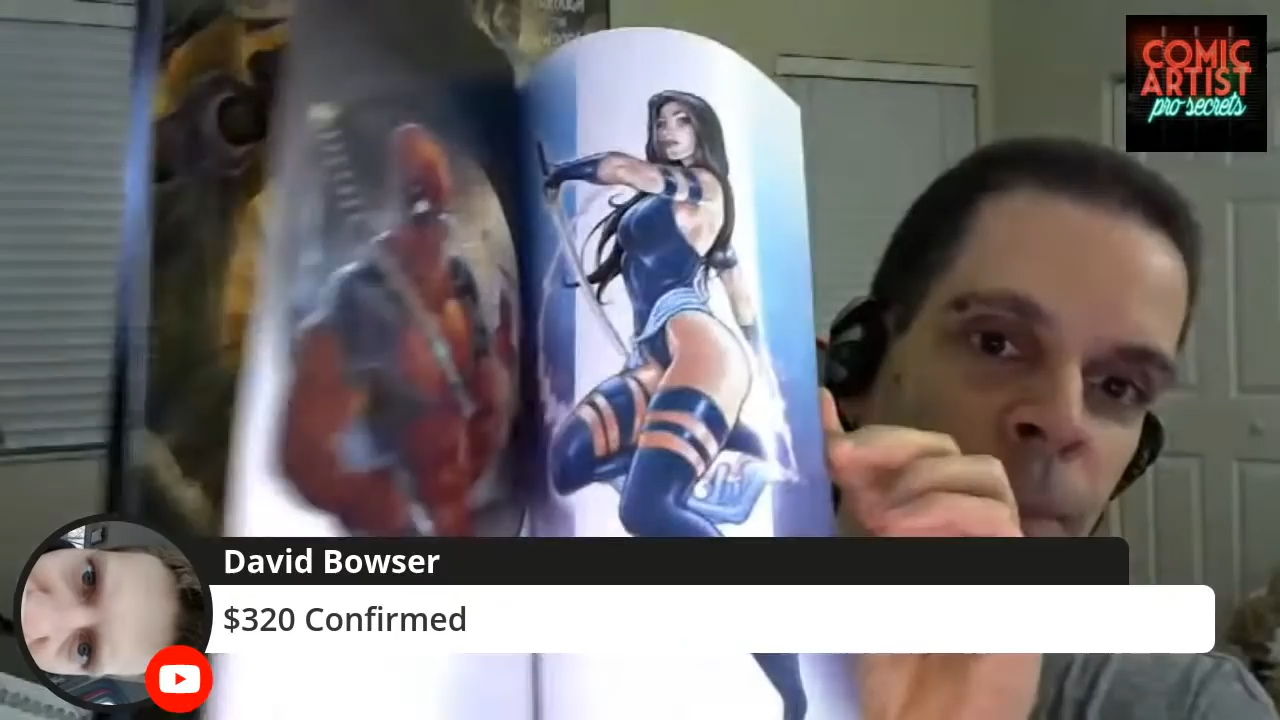 COMIC
ARTIST
pro secrets
David Bowser
$320 Confirmed